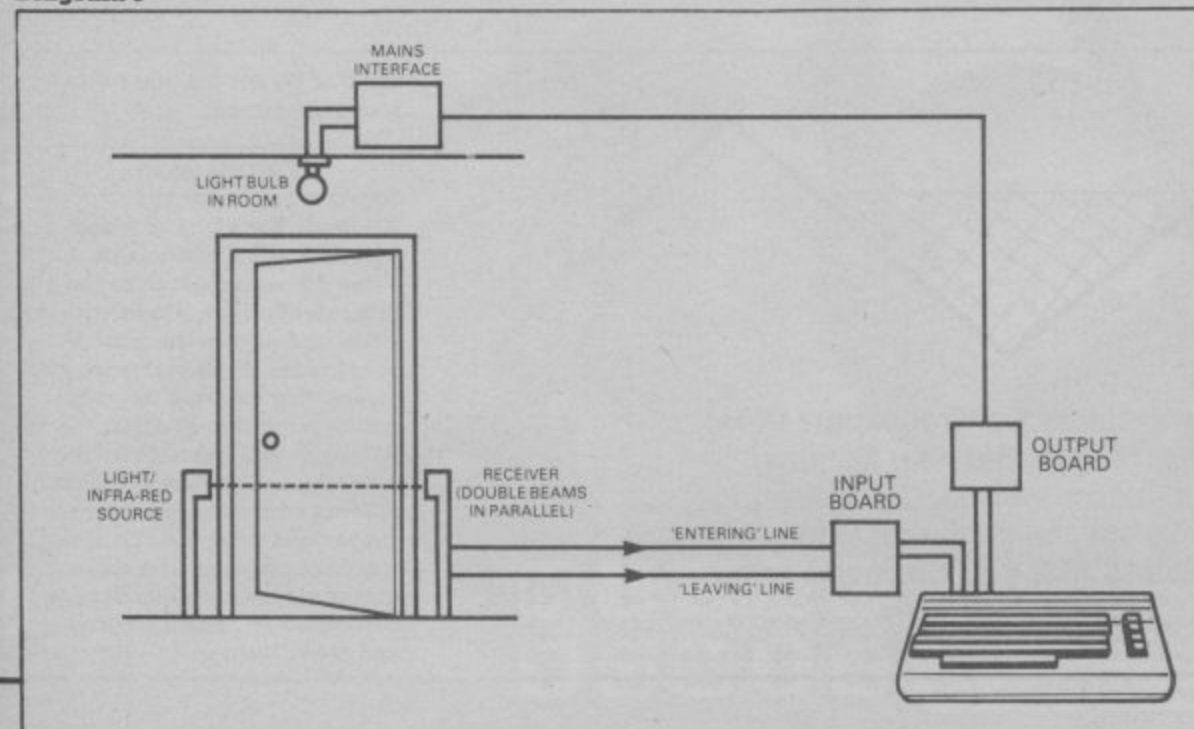 MAINS
INTERFACE
LIGHT BULB
IN ROOM
LIGHT/
INFRA-RED
SOURCE
RECEIVER
(DOUBLE BEAMS
IN PARALLEL)
'ENTERING' LINE
'LEAVING' LINE
INPUT
BOARD
OUTPUT
BOARD